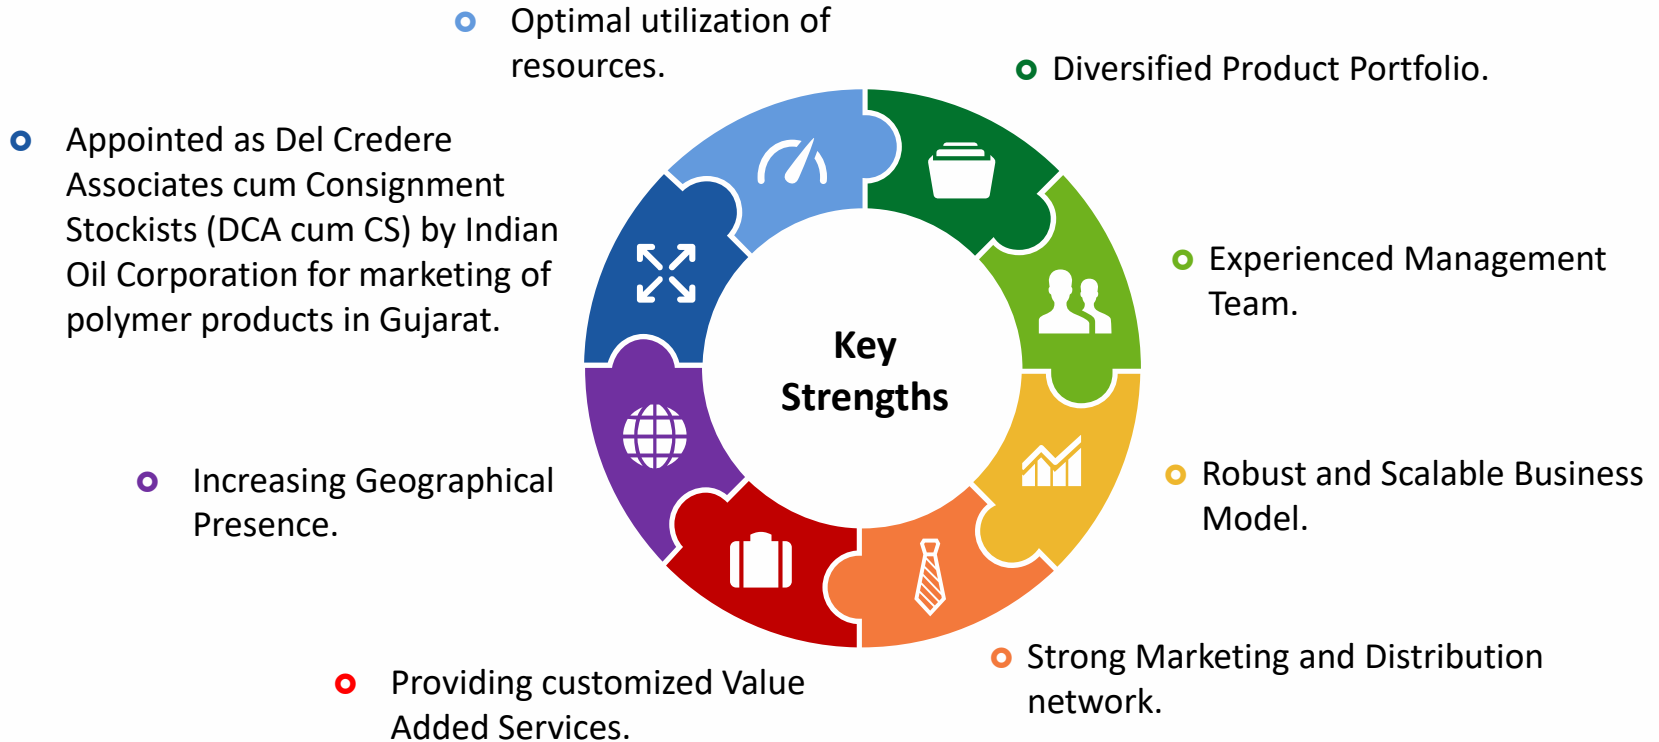 Optimal utilization of
resources.
Diversified Product Portfolio.
Appointed as Del Credere
Associates cum Consignment
Stockists (DCA cum CS) by Indian
Oil Corporation for marketing of
polymer products in Gujarat.
Experienced Management
Team.
Key
Strengths
Increasing Geographical
Presence.
Robust and Scalable Business
Model.
Providing customized Value
Added Services.
Strong Marketing and Distribution
network.